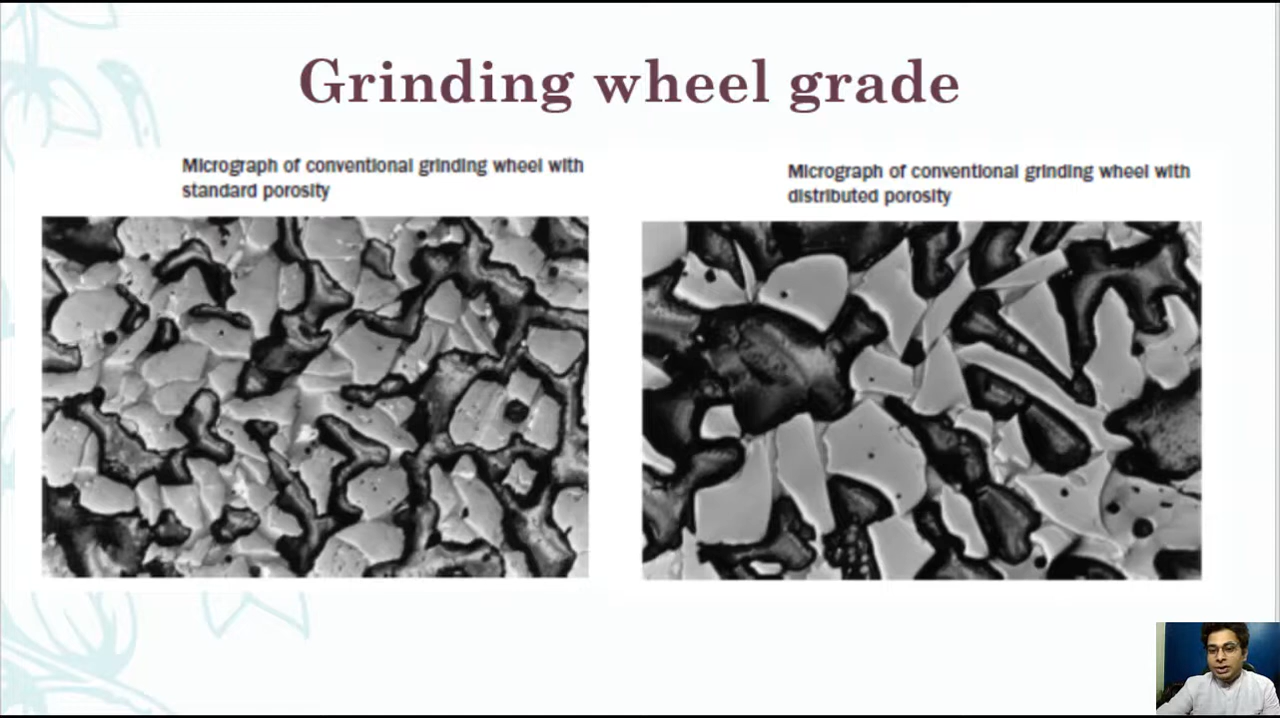 Grinding wheel grade
Micrograph of conventional grinding wheel with
standard porosity
Micrograph of conventional grinding wheel with
distributed porosity